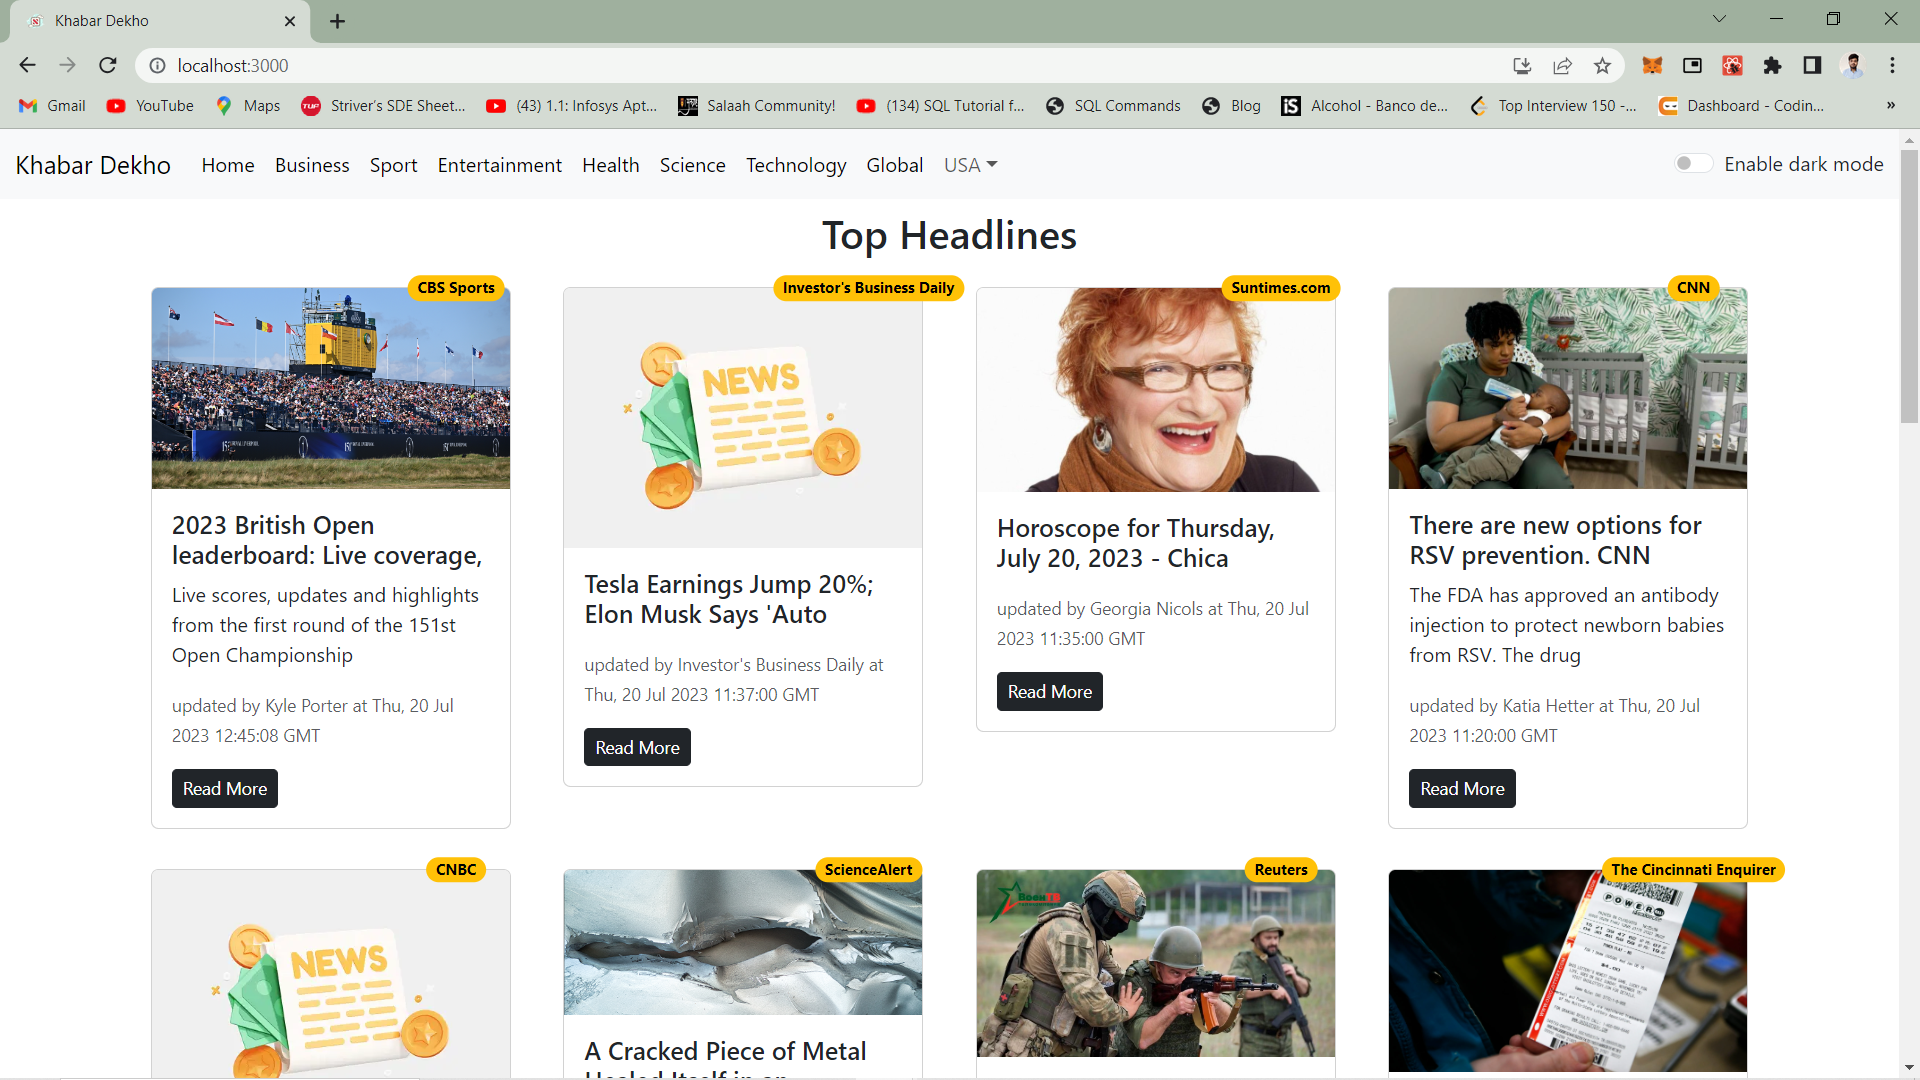 Khabar Dekho
localhost:3000
Gmail
YouTube
Maps
Striver's SDE Sheet...
(43) 1.1: Infosys Apt...
Salaah Community!
(134) SQL Tutorial f...
SQL Commands
Blog
Alcohol - Banco de...
Top Interview 150 -...
Dashboard - Codin...
»
Khabar Dekho
Home
Business
Sport
Entertainment
Health
Science
Technology
Global
USA
Enable dark mode
Top Headlines
CBS Sports
2023 British Open
leaderboard: Live coverage,
Live scores, updates and highlights
from the first round of the 151st
Open Championship
updated by Kyle Porter at Thu, 20 Jul
2023 12:45:08 GMT
Read More
Investor's Business Daily
NEWS
Tesla Earnings Jump 20%;
Elon Musk Says 'Auto
updated by Investor's Business Daily at
Thu, 20 Jul 2023 11:37:00 GMT
Read More
Suntimes.com
Horoscope for Thursday,
July 20, 2023 - Chica
updated by Georgia Nicols at Thu, 20 Jul
2023 11:35:00 GMT
Read More
CNN
There are new options for
RSV prevention. CNN
The FDA has approved an antibody
injection to protect newborn babies
from RSV. The drug
updated by Katia Hetter at Thu, 20 Jul
2023 11:20:00 GMT
Read More
CNBC
NEWS
ScienceAlert
A Cracked Piece of Metal
Healed Itself in an
Reuters
The Cincinnati Enquirer
POWER